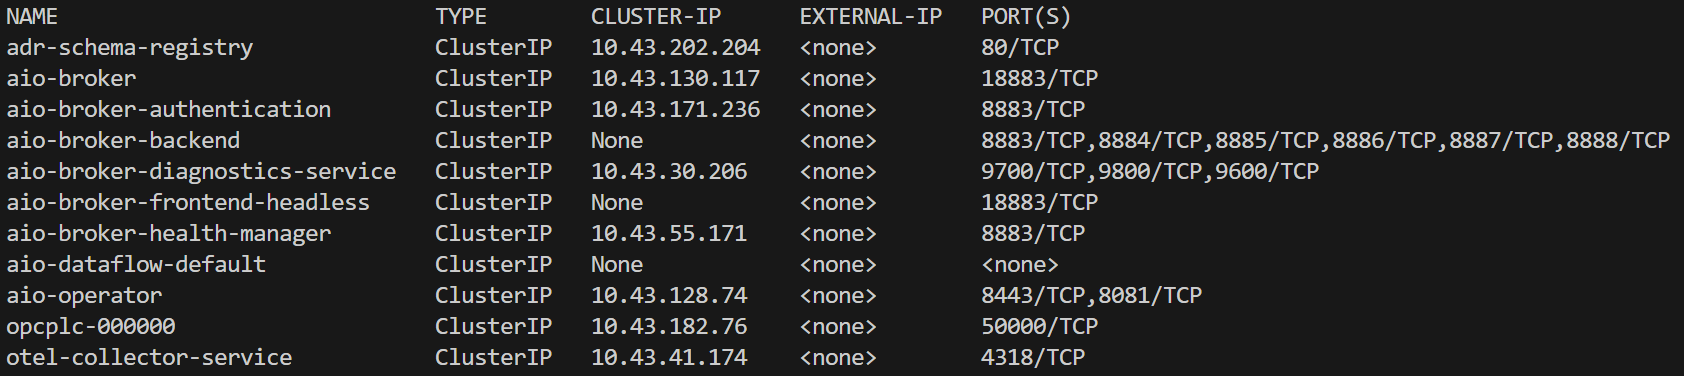 NAME TYPE CLUSTER-IP EXTERNAL-IP PORT(S)
adr-schema-registry ClusterIP 10.43.202.204 <none> 80/TCP
aio-broker ClusterIP 10.43.130.117 <none> 18883/TCP
aio-broker-authentication ClusterIP 10.43.171.236 <none> 8883/TCP
aio-broker-backend ClusterIP None <none> 8883/TCP,8884/TCP,8885/TCP,8886/TCP,8887/TCP,8888/TCP
aio-broker-diagnostics-service ClusterIP 10.43.30.206 <none> 9700/TCP,9800/TCP,9600/TCP
aio-broker-frontend-headless ClusterIP None <none> 18883/TCP
aio-broker-health-manager ClusterIP 10.43.55.171 <none> 8883/TCP
aio-dataflow-default ClusterIP None <none> <none>
aio-operator ClusterIP 10.43.128.74 <none> 8443/TCP,8081/TCP
opcplc-000000 ClusterIP 10.43.182.76 <none> 50000/TCP
otel-collector-service ClusterIP 10.43.41.174 <none> 4318/TCP